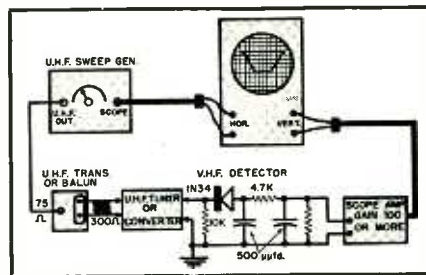 U.H.F. SWEEP GEN.
U.H.F. OUT.
SCOPE
HOR.
VERT.
U.H.F. TRANS
OR BALUN
75
Ω
300Ω
U.H.F. TUNER
OR
CONVERTER
V.H.F. DETECTOR
1N34
4.7K
10K
500 µµfd.
SCOPE AMP
GAIN 100
OR MORE